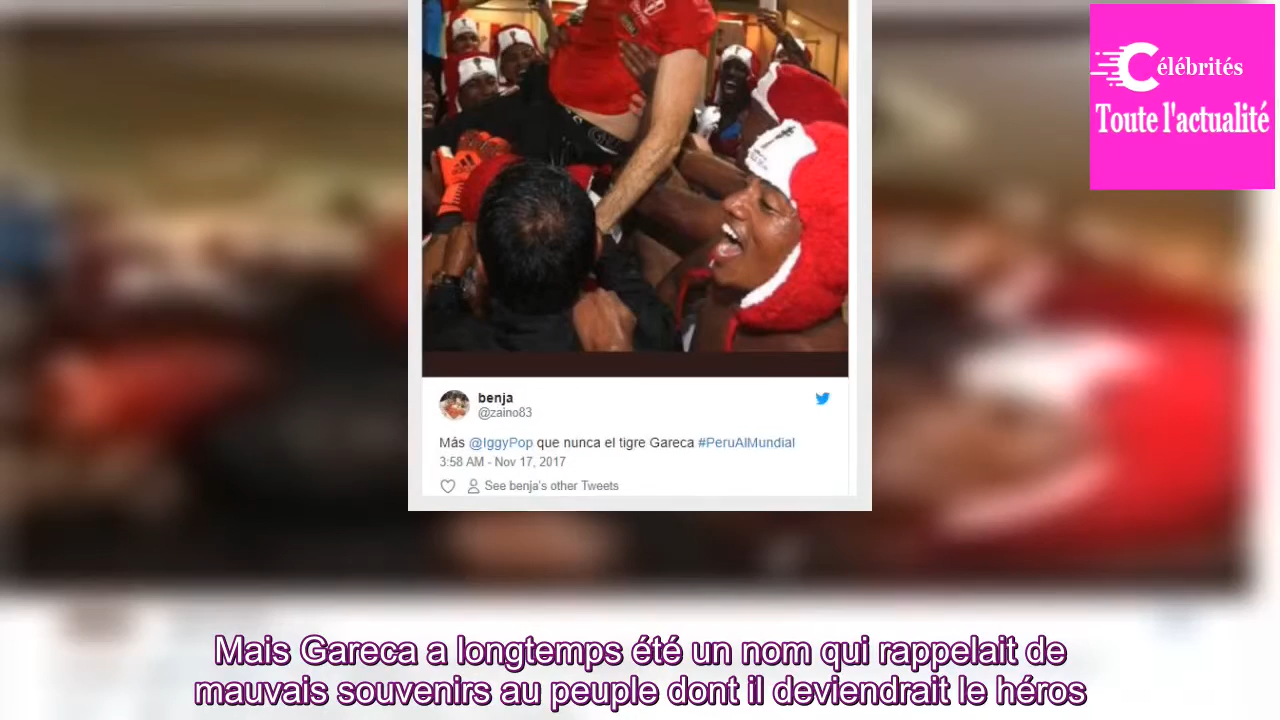 Célébrités
Toute l'actualité
benja
@zaino83
Más @IggyPop que nunca el tigre Gareca #PeruAlMundial
3:58 AM - Nov 17, 2017
See benja's other Tweets
Mais Gareca a longtemps été un nom qui rappelait de
mauvais souvenirs au peuple dont il deviendrait le héros